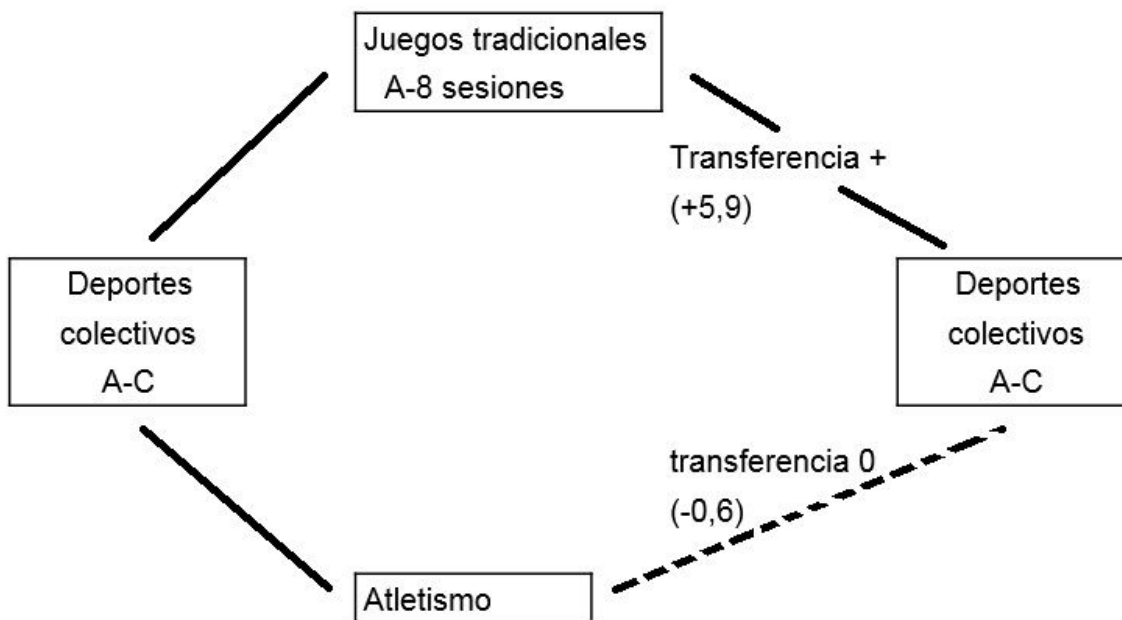 Juegos tradicionales
A-8 sesiones
Transferencia +
(+5,9)
Deportes
colectivos
A-C
Deportes
colectivos
A-C
transferencia 0
(-0,6)
Atletismo